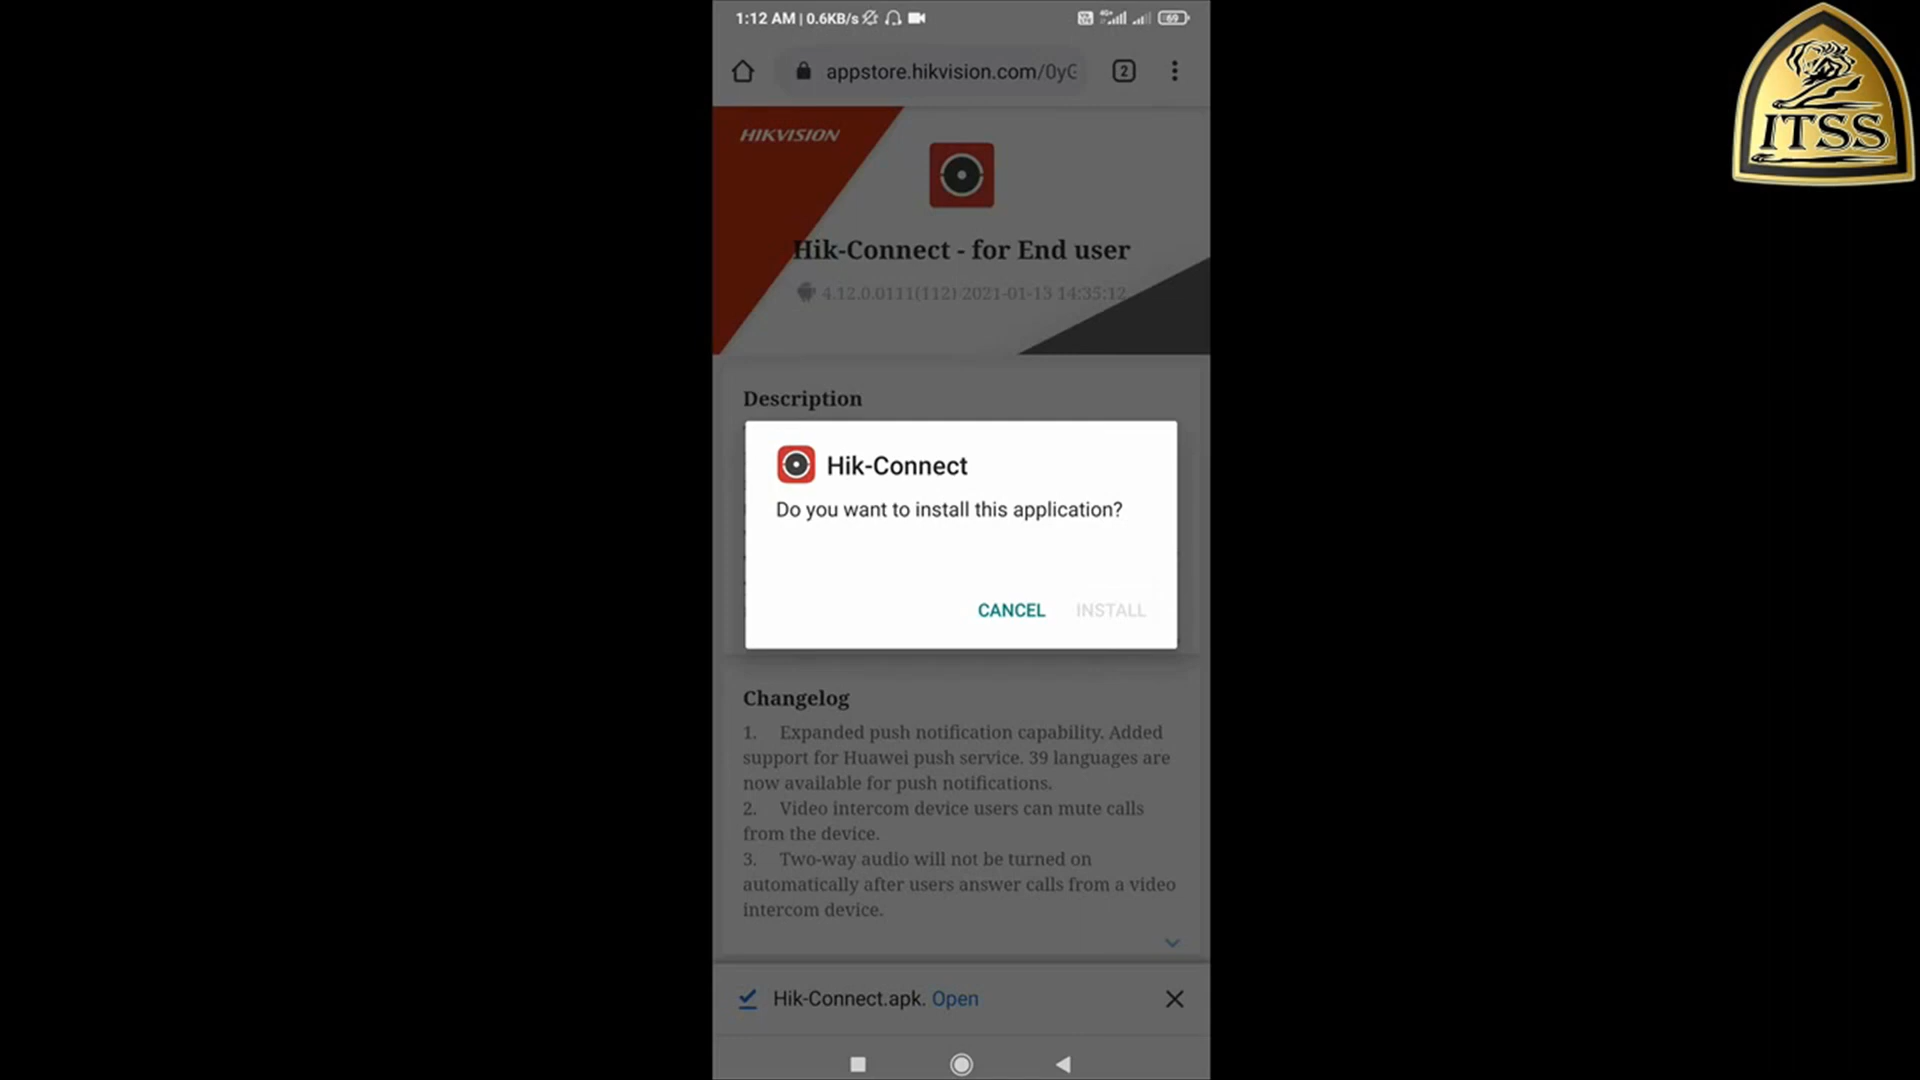 1:12 AM | 0.6KB/s
4G+
69
appstore.hikvision.com/0yG
2
HIKVISION
Hik-Connect - for End user
4.12.0.0111(112) 2021-01-13 14:35:12
Description
Hik-Connect
Do you want to install this application?
CANCEL INSTALL
Changelog
1. Expanded push notification capability. Added
support for Huawei push service. 39 languages are
now available for push notifications.
2. Video intercom device users can mute calls
from the device.
3. Two-way audio will not be turned on
automatically after users answer calls from a video
intercom device.
Hik-Connect.apk. Open
ITSS